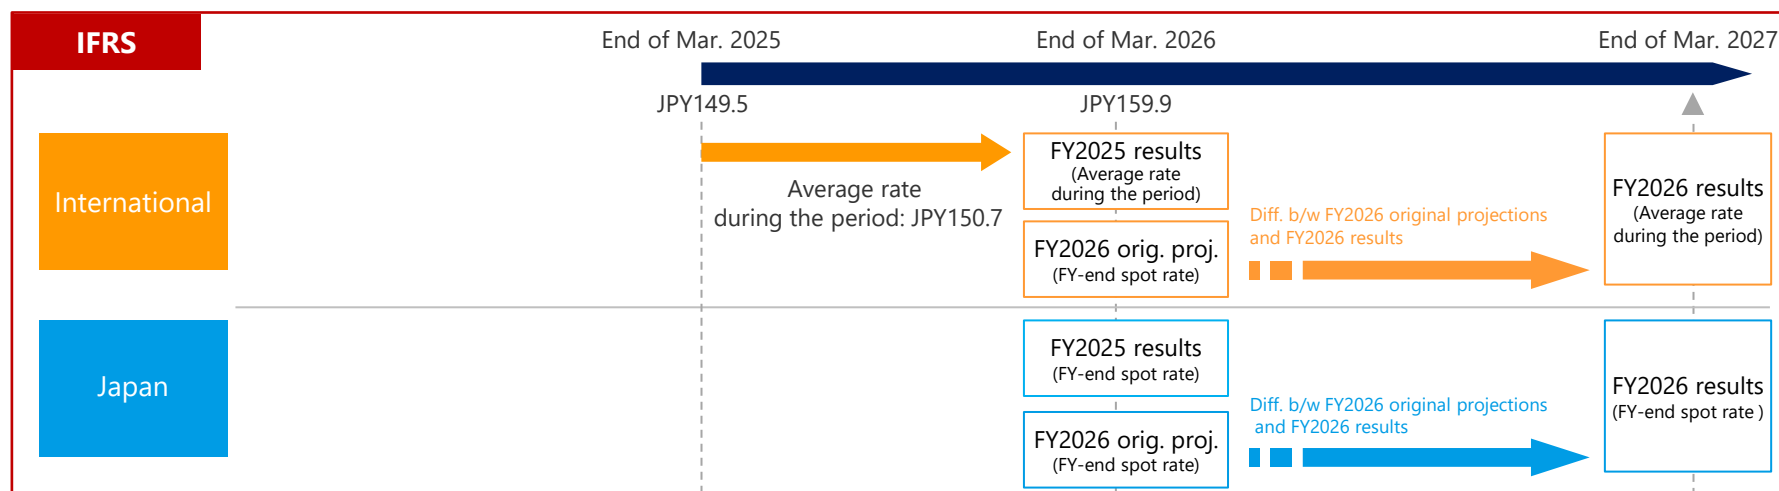 IFRS
End of Mar. 2025
End of Mar. 2026
End of Mar. 2027
JPY149.5
JPY159.9
International
Average rate
during the period: JPY150.7
FY2025 results
(Average rate
during the period)
FY2026 orig. proj.
(FY-end spot rate)
Diff. b/w FY2026 original projections
and FY2026 results
FY2026 results
(Average rate
during the period)
Japan
FY2025 results
(FY-end spot rate)
FY2026 orig. proj.
(FY-end spot rate)
Diff. b/w FY2026 original projections
and FY2026 results
FY2026 results
(FY-end spot rate )